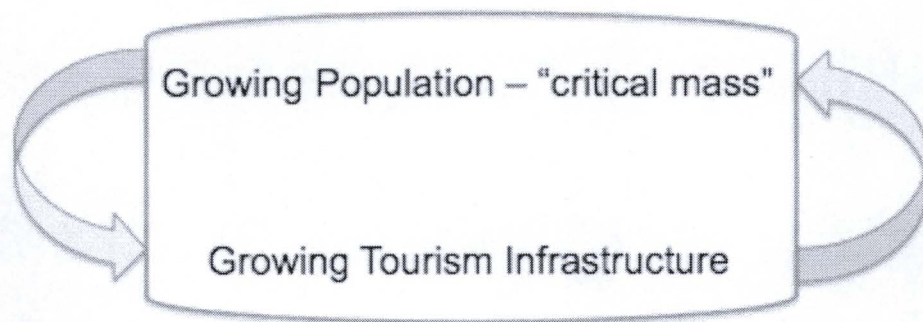 Growing Population – “critical mass"
Growing Tourism Infrastructure